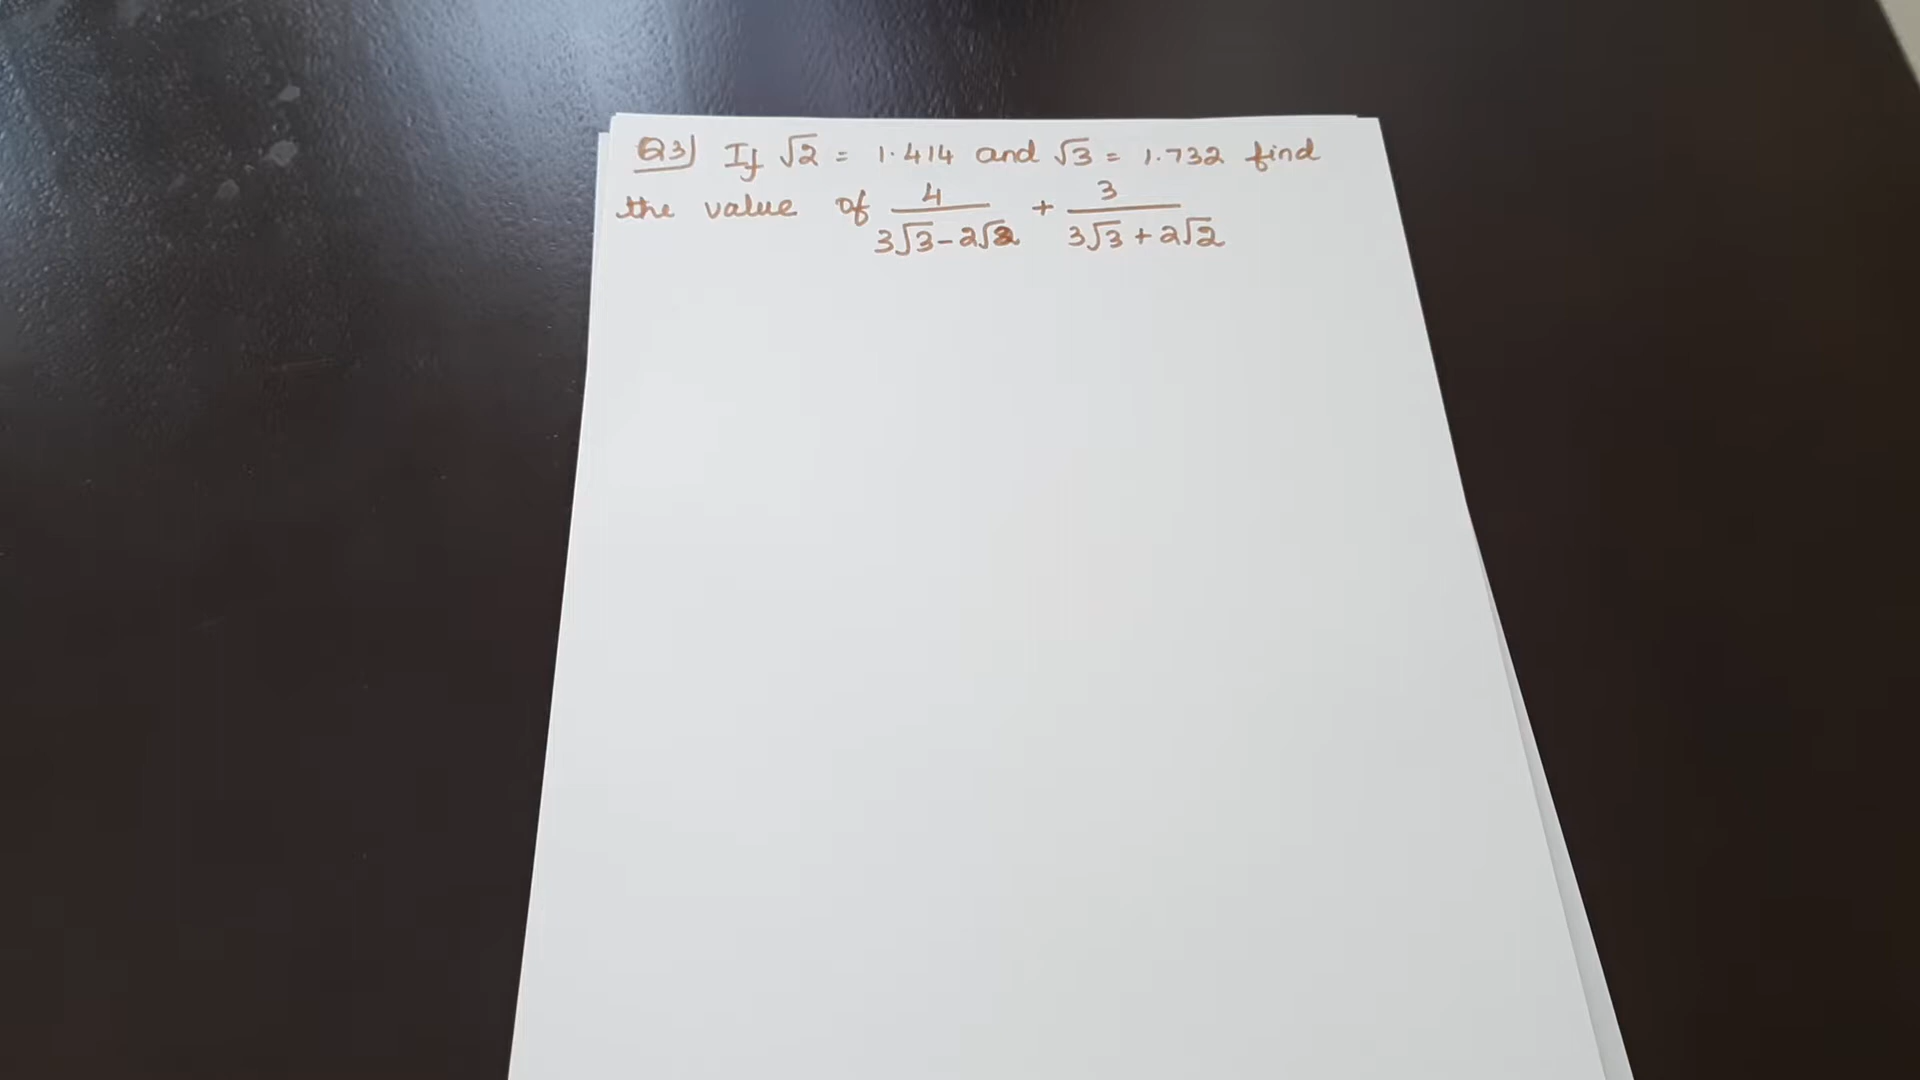 Q3) If √2 = 1.414 and √3 = 1.732 find
the value of 4/(3√3-2√2) + 3/(3√3+2√2)